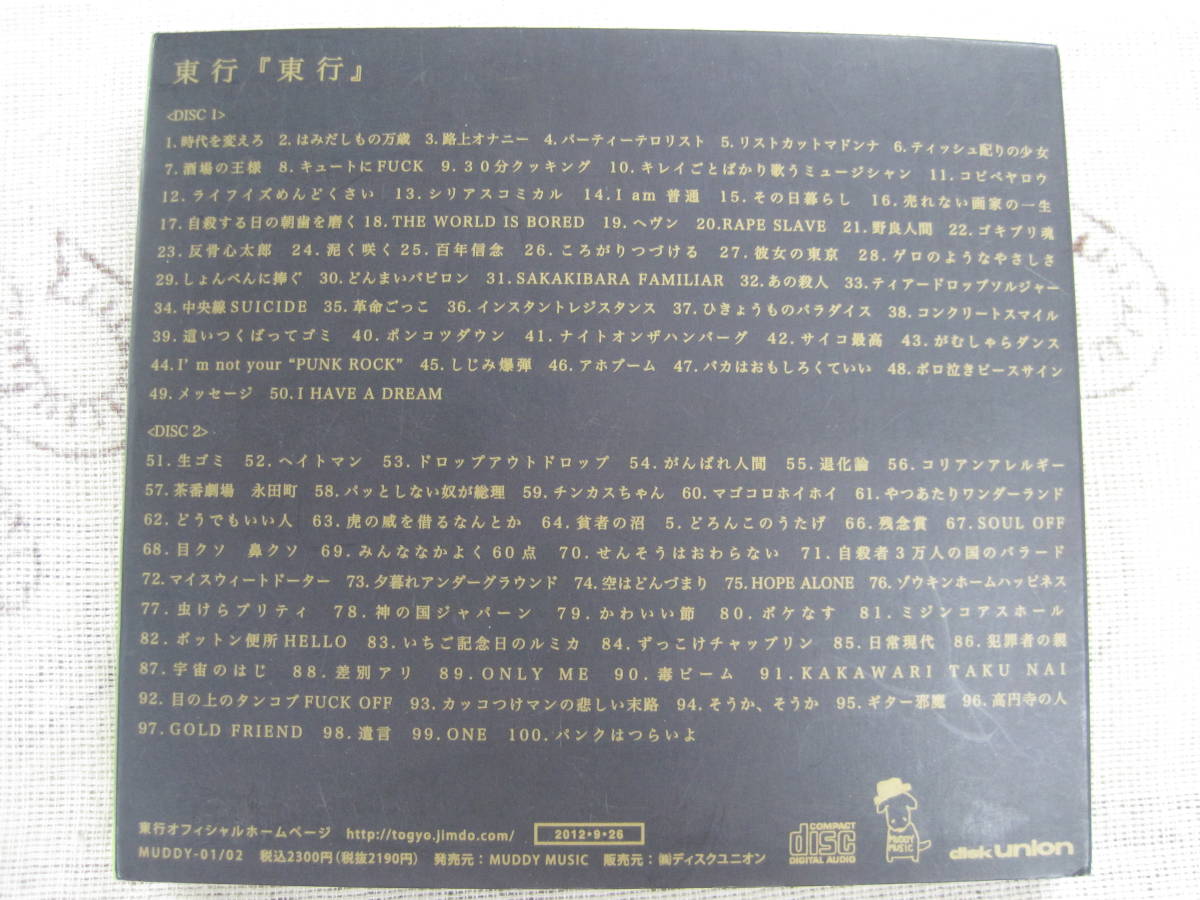 東行『東行』
<DISC 1>
1.時代を変えろ 2.はみだしもの万歳 3.路上オナニー 4.パーティーテロリスト 5.リストカットマドンナ 6.ティッシュ配りの少女
7.酒場の王様 8.キュートにFUCK 9.30分クッキング 10.キレイごとばかり歌うミュージシャン 11.コピペヤロウ
12.ライフイズめんどくさい 13.シリアスコミカル 14.I am 普通 15.その日暮らし 16.売れない画家の一生
17.自殺する日の朝歯を磨く 18.THE WORLD IS BORED 19.ヘヴン 20.RAPE SLAVE 21.野良人間 22.ゴキブリ魂
23.反骨心太郎 24.泥く咲く 25.百年信念 26.ころがりつづける 27.彼女の東京 28.ゲロのようなやさしさ
29.しょんべんに捧ぐ 30.どんまいバビロン 31.SAKAKIBARA FAMILIAR 32.あの殺人 33.ティアードロップソルジャー
34.中央線SUICIDE 35.革命ごっこ 36.インスタントレジスタンス 37.ひきょうものパラダイス 38.コンクリートスマイル
39.道いつくばってゴミ 40.ポンコツダウン 41.ナイトオンザハンバーグ 42.サイコ最高 43.がむしゃらダンス
44.I'm not your “PUNK ROCK” 45.しじみ爆弾 46.アホブーム 47.バカはおもしろくていい 48.ボロ泣きピースサイン
49.メッセージ 50.I HAVE A DREAM
<DISC 2>
51.生ゴミ 52.ヘイトマン 53.ドロップアウトドロップ 54.がんばれ人間 55.退化論 56.コリアンアレルギー
57.茶番劇場 永田町 58.パッとしない奴が総理 59.チンカスちゃん 60.マゴコロホイホイ 61.やつあたりワンダーランド
62.どうでもいい人 63.虎の威を借るなんとか 64.貧者の沼 5.どろんこのうたげ 66.残念賞 67.SOUL OFF
68.目クソ 鼻クソ 69.みんななかよく60点 70.せんそうはおわらない 71.自殺者3万人の国のバラード
72.マイスウィートドーター 73.夕暮れアンダーグラウンド 74.空はどんづまり 75.HOPE ALONE 76.ゾウキンホームハッピネス
77.虫けらプリティ 78.神の国ジャパーン 79.かわいい節 80.ボケなす 81.ミジンコアスホール
82.ボットン便所HELLO 83.いちご記念日のルミカ 84.ずっこけチャップリン 85.日常現代 86.犯罪者の親
87.宇宙のはじ 88.差別アリ 89.ONLY ME 90.毒ビーム 91.KAKAWARI TAKU NAI
92.目の上のタンコブFUCK OFF 93.カッコつけマンの悲しい末路 94.そうか、そうか 95.ギター邪魔 96.高円寺の人
97.GOLD FRIEND 98.遺言 99.ONE 100.パンクはつらいよ
東行オフィシャルホームページ http://togyo.jimdo.com/ 2012・9・26
MUDDY-01/02 税込2300円(税抜2190円) 発売元:MUDDY MUSIC 販売元:㈱ディスクユニオン
COMPACT
disc
DIGITAL AUDIO
MUDDY
MUSIC
disk union